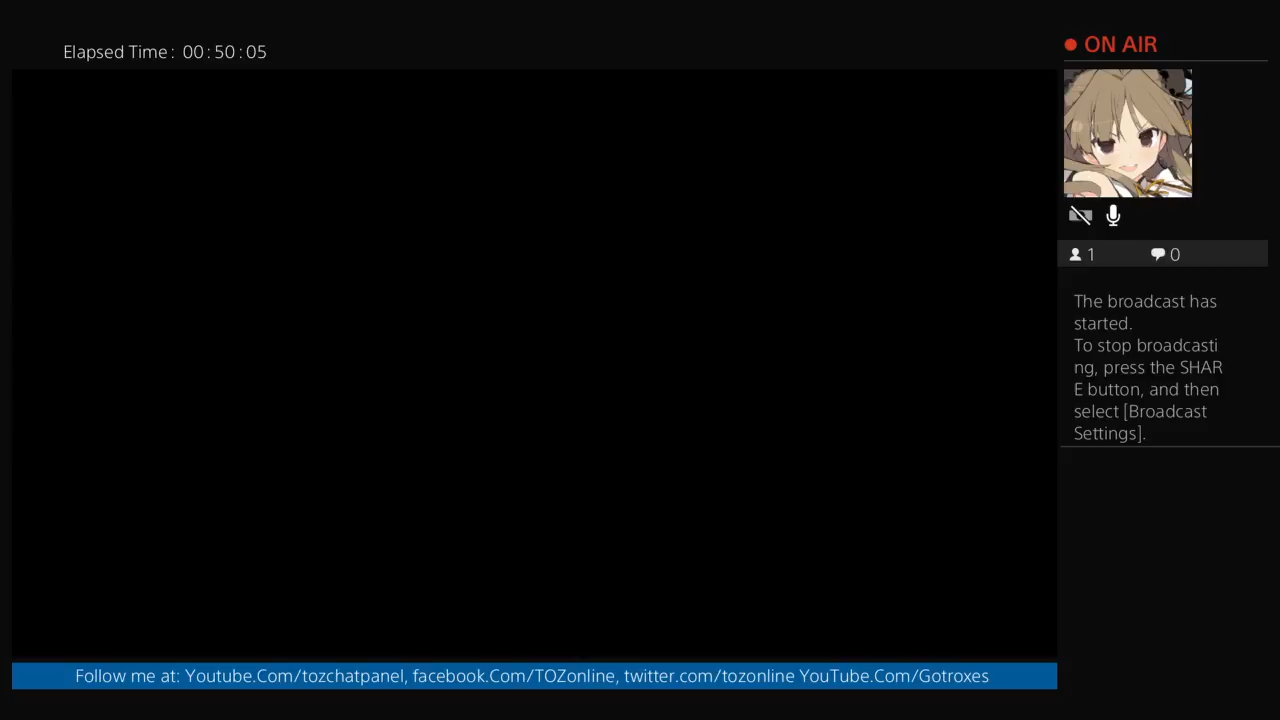 Elapsed Time: 00:50:05
ON AIR
1 0
The broadcast has
started.
To stop broadcasti
ng, press the SHAR
E button, and then
select [Broadcast
Settings].
Follow me at: Youtube.Com/tozchatpanel, facebook.Com/TOZonline, twitter.com/tozonline YouTube.Com/Gotroxes